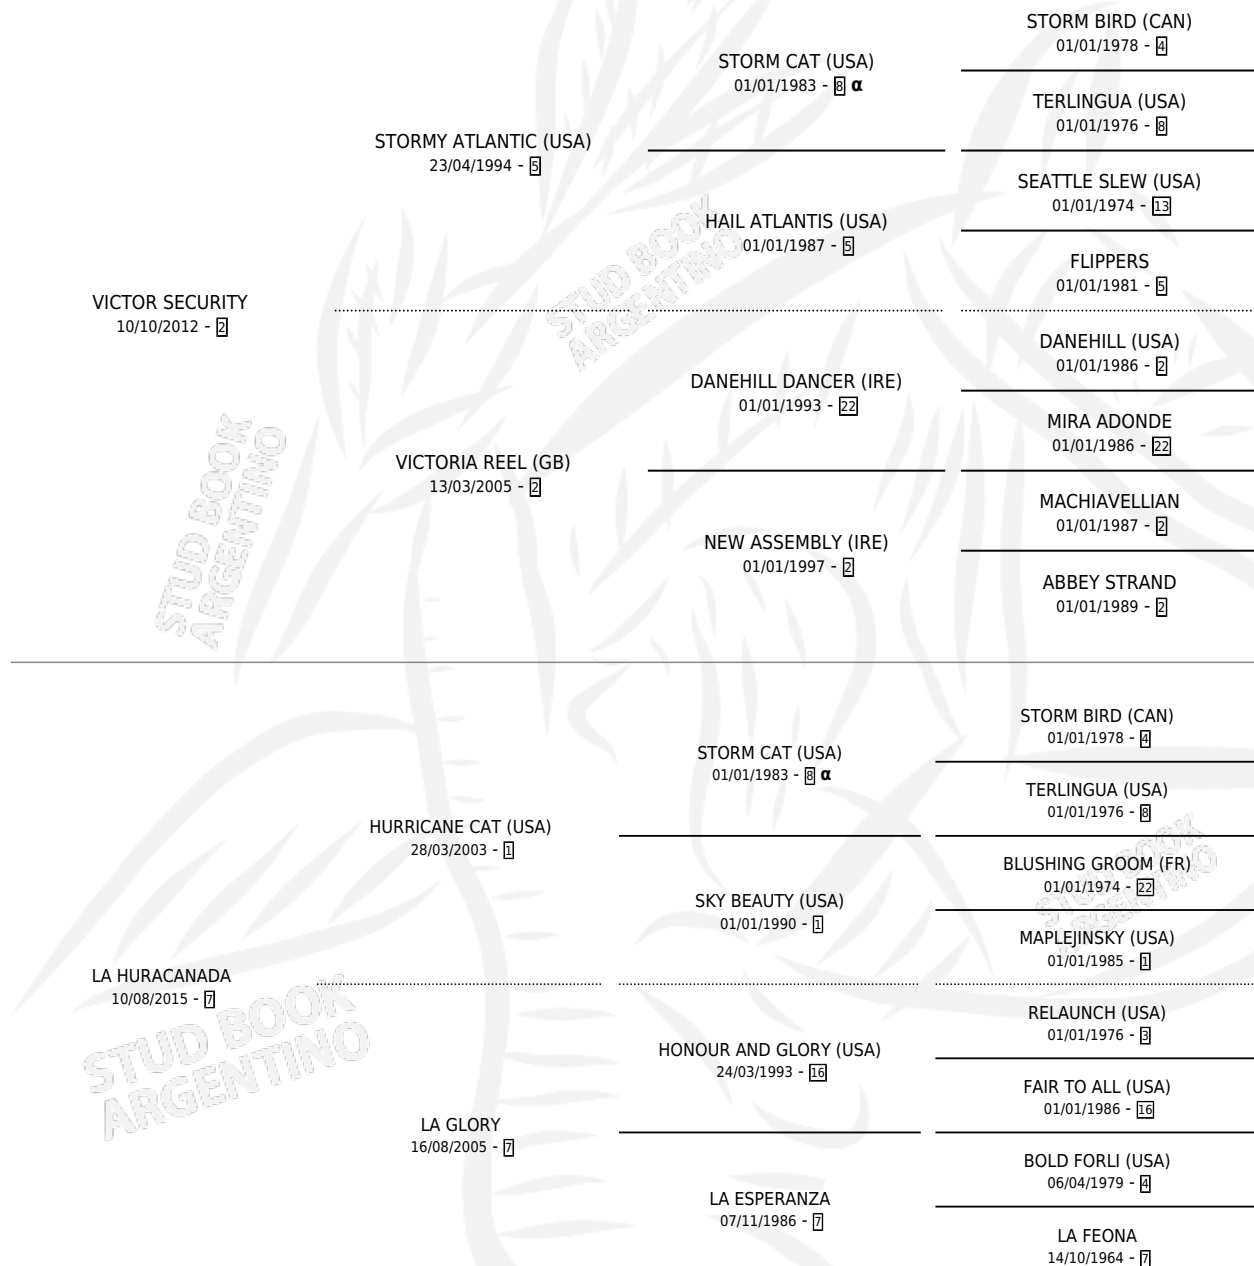 STORM BIRD (CAN)
01/01/1978 - 4
STORM CAT (USA)
01/01/1983 - 8 α
TERLINGUA (USA)
01/01/1976 - 8
STORMY ATLANTIC (USA)
23/04/1994 - 5
SEATTLE SLEW (USA)
01/01/1974 - 13
HAIL ATLANTIS (USA)
01/01/1987 - 5
FLIPPERS
01/01/1981 - 5
VICTOR SECURITY
10/10/2012 - 2
DANEHILL (USA)
01/01/1986 - 2
DANEHILL DANCER (IRE)
01/01/1993 - 22
MIRA ADONDE
01/01/1986 - 22
VICTORIA REEL (GB)
13/03/2005 - 2
MACHIAVELLIAN
01/01/1987 - 2
NEW ASSEMBLY (IRE)
01/01/1997 - 2
ABBEY STRAND
01/01/1989 - 2
STORM BIRD (CAN)
01/01/1978 - 4
STORM CAT (USA)
01/01/1983 - 8 α
TERLINGUA (USA)
01/01/1976 - 8
HURRICANE CAT (USA)
28/03/2003 - 1
BLUSHING GROOM (FR)
01/01/1974 - 22
SKY BEAUTY (USA)
01/01/1990 - 1
MAPLEJINSKY (USA)
01/01/1985 - 1
LA HURACANADA
10/08/2015 - 7
RELAUNCH (USA)
01/01/1976 - 3
HONOUR AND GLORY (USA)
24/03/1993 - 16
FAIR TO ALL (USA)
01/01/1986 - 16
LA GLORY
16/08/2005 - 7
BOLD FORLI (USA)
06/04/1979 - 4
LA ESPERANZA
07/11/1986 - 7
LA FEONA
14/10/1964 - 7
STUD BOOK
ARGENTINO
STUD BOOK
ARGENTINO
STUD BOOK
ARGENTINO
STUD BOOK
ARGENTINO